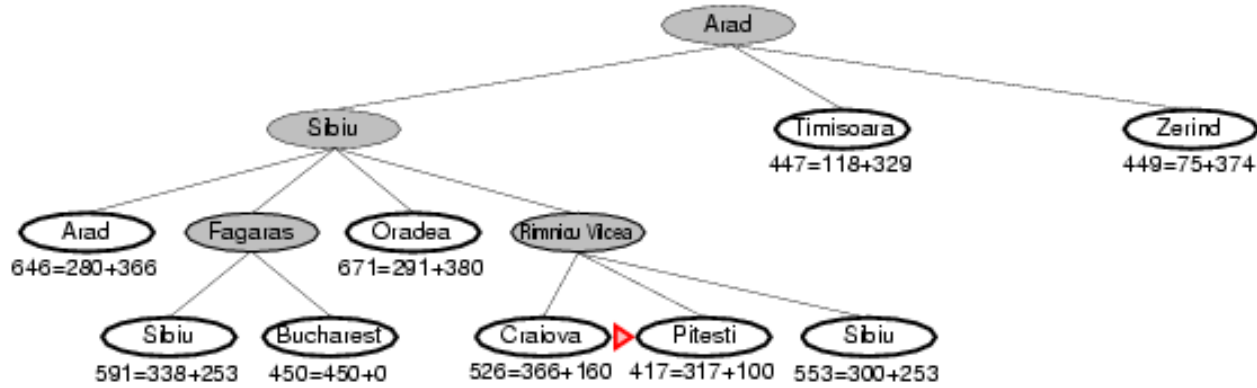 Arad
Sibiu
Timisoara
Zerind
447=118+329
449=75+374
Arad
Fagaras
Oradea
Rimnicu Vilcea
646=280+366
671=291+380
Sibiu
Bucharest
Craiova
Pitesti
Sibiu
591=338+253
450=450+0
526=366+160
417=317+100
553=300+253